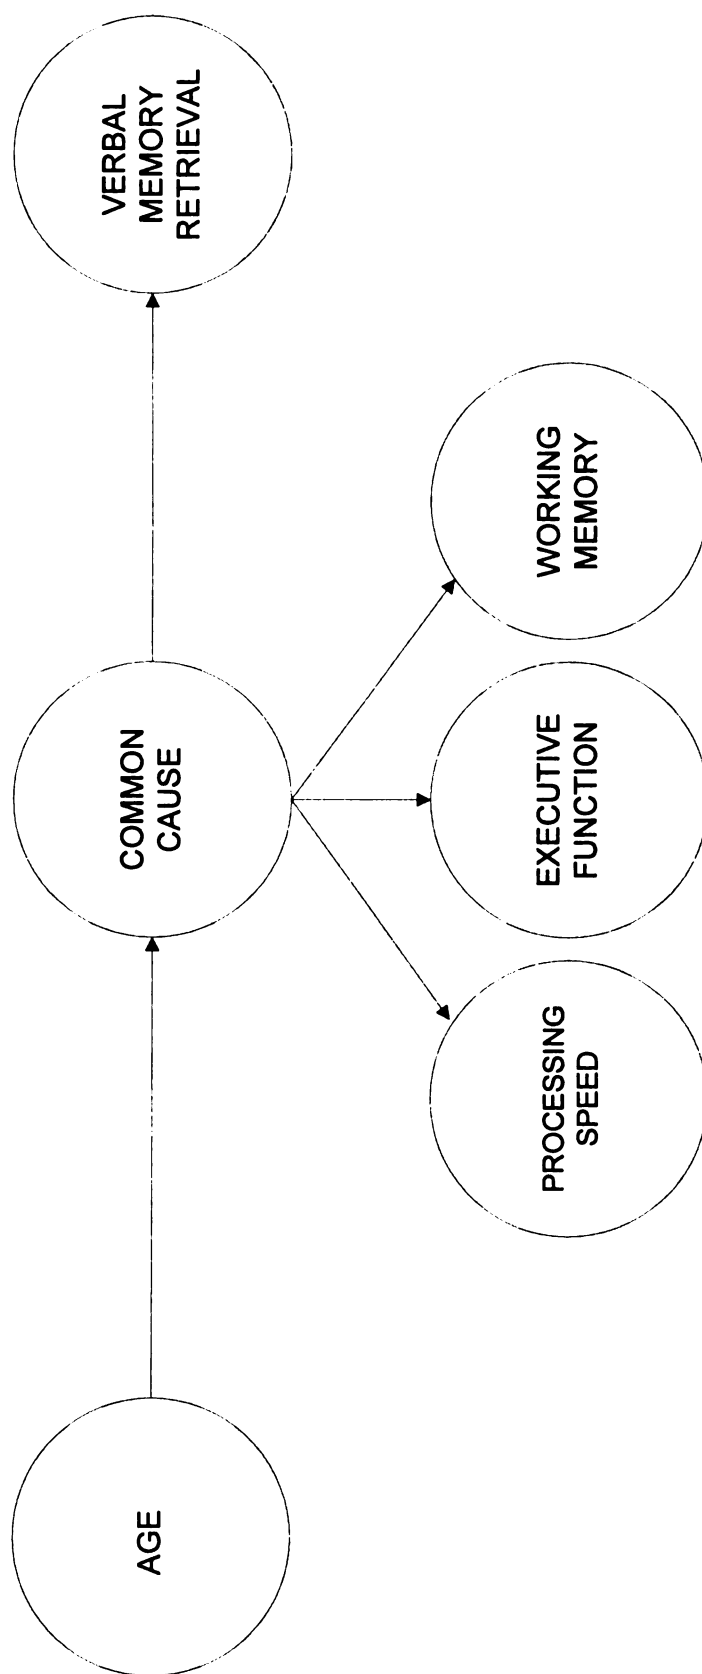 AGE
COMMON
CAUSE
VERBAL
MEMORY
RETRIEVAL
PROCESSING
SPEED
EXECUTIVE
FUNCTION
WORKING
MEMORY